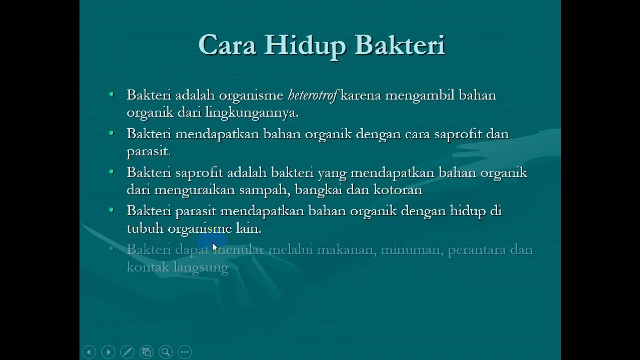 Cara Hidup Bakteri
Bakteri adalah organisme heterotrof karena mengambil bahan
organik dari lingkungannya.
Bakteri mendapatkan bahan organik dengan cara saprofit dan
parasit.
Bakteri saprofit adalah bakteri yang mendapatkan bahan organik
dari menguraikan sampah, bangkai dan kotoran
Bakteri parasit mendapatkan bahan organik dengan hidup di
tubuh organisme lain.
Bakteri dapat menular melalui makanan, minuman, perantara dan
kontak langsung